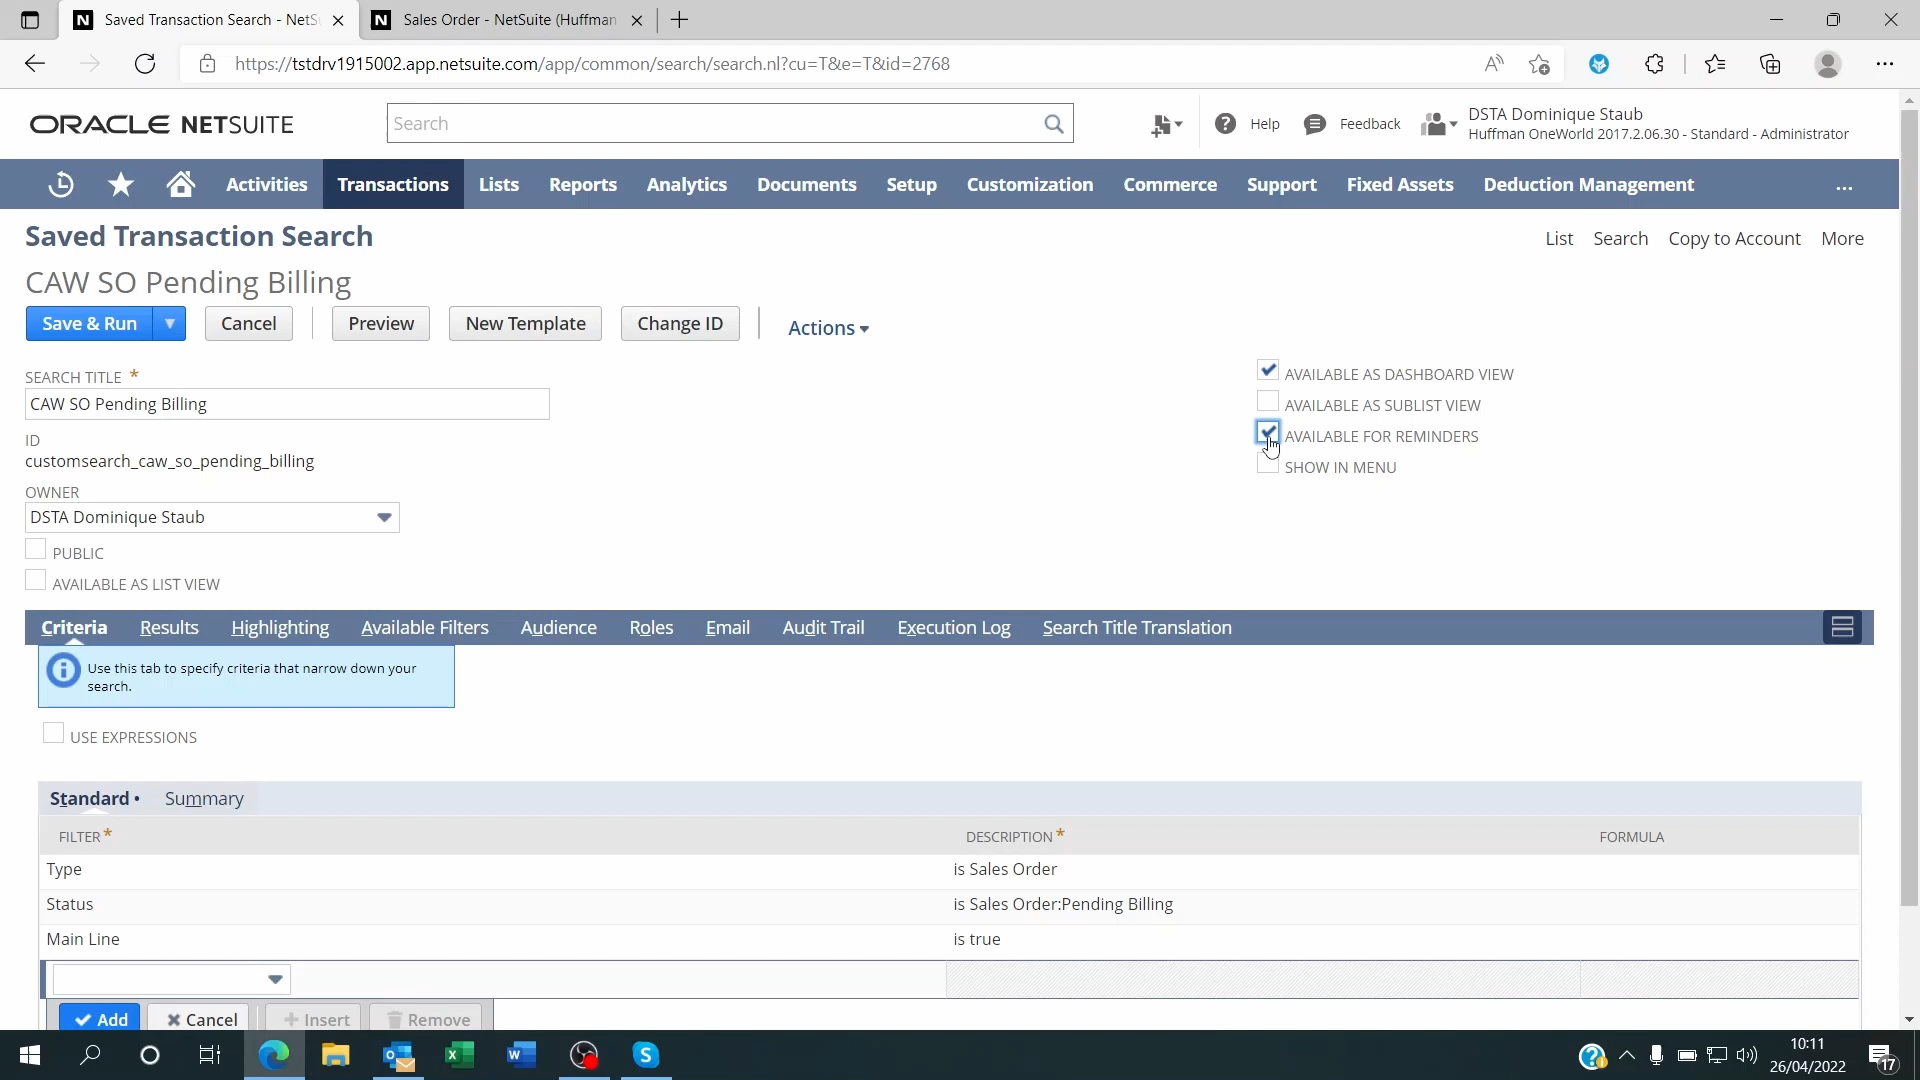 Saved Transaction Search - NetS
Sales Order - NetSuite (Huffman
https://tstdrv1915002.app.netsuite.com/app/common/search/search.nl?cu=T&e=T&id=2768
ORACLE NETSUITE
Search
Help
Feedback
DSTA Dominique Staub
Huffman OneWorld 2017.2.06.30 - Standard - Administrator
Activities Transactions Lists Reports Analytics Documents Setup Customization Commerce Support Fixed Assets Deduction Management ...
Saved Transaction Search
List Search Copy to Account More
CAW SO Pending Billing
Save & Run Cancel Preview New Template Change ID Actions
SEARCH TITLE *
CAW SO Pending Billing
ID
customsearch_caw_so_pending_billing
OWNER
DSTA Dominique Staub
PUBLIC
AVAILABLE AS LIST VIEW
AVAILABLE AS DASHBOARD VIEW
AVAILABLE AS SUBLIST VIEW
AVAILABLE FOR REMINDERS
SHOW IN MENU
Criteria Results Highlighting Available Filters Audience Roles Email Audit Trail Execution Log Search Title Translation
Use this tab to specify criteria that narrow down your
search.
USE EXPRESSIONS
Standard • Summary
FILTER * DESCRIPTION * FORMULA
Type is Sales Order
Status is Sales Order:Pending Billing
Main Line is true
Add Cancel Insert Remove
10:11
26/04/2022
17